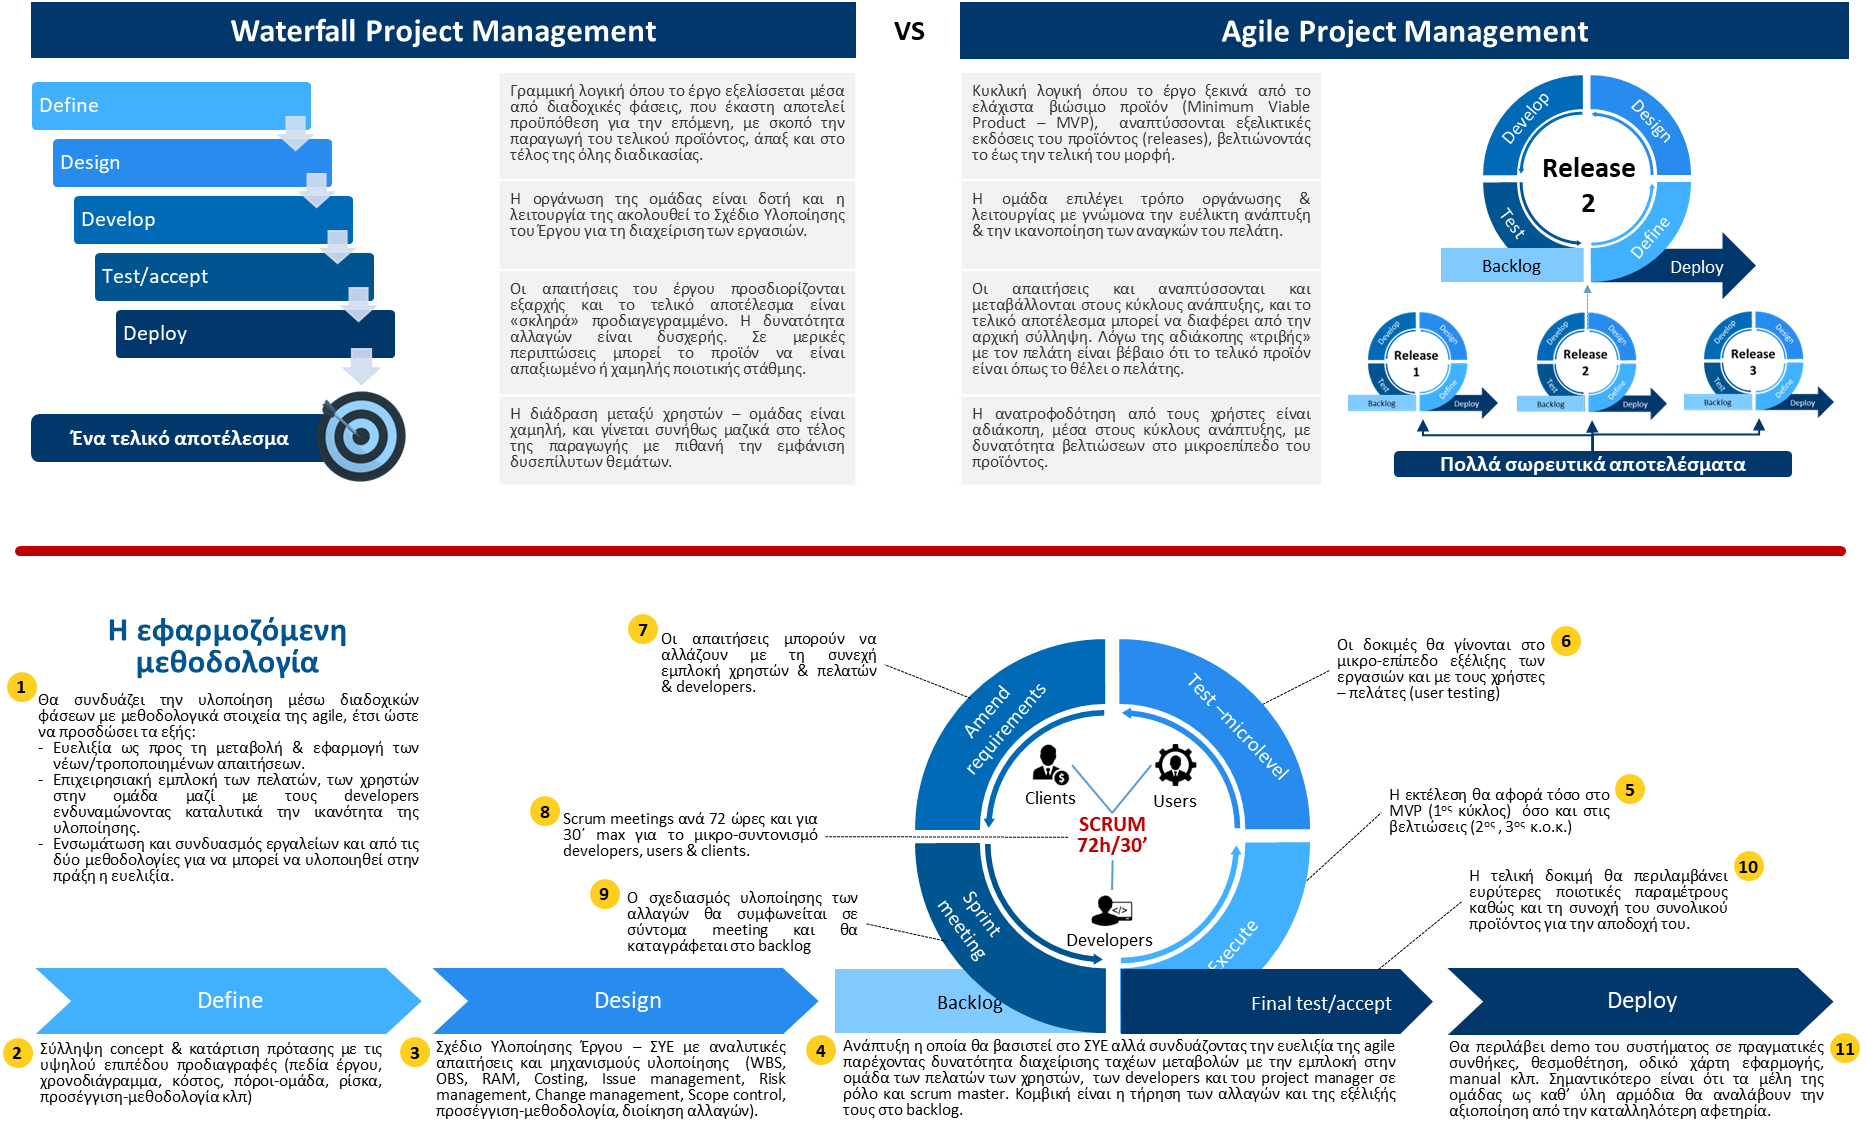 Waterfall Project Management
VS
Agile Project Management
Define
Design
Develop
Test/accept
Deploy
Ένα τελικό αποτέλεσμα
Γραμμική λογική όπου το έργο εξελίσσεται μέσα
από διαδοχικές φάσεις, που έκαστη αποτελεί
προϋπόθεση για την επόμενη, με σκοπό την
παραγωγή του τελικού προϊόντος, άπαξ και στο
τέλος της όλης διαδικασίας.
Η οργάνωση της ομάδας είναι δοτή και η
λειτουργία της ακολουθεί το Σχέδιο Υλοποίησης
του Έργου για τη διαχείριση των εργασιών.
Οι απαιτήσεις του έργου προσδιορίζονται
εξαρχής και το τελικό αποτέλεσμα είναι
«σκληρά» προδιαγεγραμμένο. Η δυνατότητα
αλλαγών είναι δυσχερής. Σε μερικές
περιπτώσεις μπορεί το προϊόν να είναι
απαξιωμένο ή χαμηλής ποιοτικής στάθμης.
Η διάδραση μεταξύ χρηστών – ομάδας είναι
χαμηλή, και γίνεται συνήθως μαζικά στο τέλος
της παραγωγής με πιθανή την εμφάνιση
δυσεπίλυτων θεμάτων.
Κυκλική λογική όπου το έργο ξεκινά από το
ελάχιστα βιώσιμο προϊόν (Minimum Viable
Product – MVP), αναπτύσσονται εξελικτικές
εκδόσεις του προϊόντος (releases), βελτιώνοντάς
το έως την τελική του μορφή.
Η ομάδα επιλέγει τρόπο οργάνωσης &
λειτουργίας με γνώμονα την ευέλικτη ανάπτυξη
& την ικανοποίηση των αναγκών του πελάτη.
Οι απαιτήσεις και αναπτύσσονται και
μεταβάλλονται στους κύκλους ανάπτυξης, και το
τελικό αποτέλεσμα μπορεί να διαφέρει από την
αρχική σύλληψη. Λόγω της αδιάκοπης «τριβής»
με τον πελάτη είναι βέβαιο ότι το τελικό προϊόν
είναι όπως το θέλει ο πελάτης.
Η ανατροφοδότηση από τους χρήστες είναι
αδιάκοπη, μέσα στους κύκλους ανάπτυξης, με
δυνατότητα βελτιώσεων στο μικροεπίπεδο του
προϊόντος.
Develop
Design
Release
2
Test
Define
Backlog
Deploy
Develop
Design
Release
1
Test
Define
Backlog
Deploy
Develop
Design
Release
2
Test
Define
Backlog
Deploy
Develop
Design
Release
3
Test
Define
Backlog
Deploy
Πολλά σωρευτικά αποτελέσματα
Η εφαρμοζόμενη
μεθοδολογία
1
Θα συνδυάζει την υλοποίηση μέσω διαδοχικών
φάσεων με μεθοδολογικά στοιχεία της agile, έτσι ώστε
να προσδώσει τα εξής:
- Ευελιξία ως προς τη μεταβολή & εφαρμογή των
νέων/τροποποιημένων απαιτήσεων.
- Επιχειρησιακή εμπλοκή των πελατών, των χρηστών
στην ομάδα μαζί με τους developers
ενδυναμώνοντας καταλυτικά την ικανότητα της
υλοποίησης.
- Ενσωμάτωση και συνδυασμός εργαλείων και από τις
δύο μεθοδολογίες για να μπορεί να υλοποιηθεί στην
πράξη η ευελιξία.
7
Οι απαιτήσεις μπορούν να
αλλάζουν με τη συνεχή
εμπλοκή χρηστών & πελατών
& developers.
8
Scrum meetings ανά 72 ώρες και για
30΄ max για το μικρο-συντονισμό
developers, users & clients.
9
Ο σχεδιασμός υλοποίησης των
αλλαγών θα συμφωνείται σε
σύντομα meeting και θα
καταγράφεται στο backlog
Amend
requirements
Test –microlevel
Clients
Users
SCRUM
72h/30’
Developers
Sprint
meeting
Execute
6
Οι δοκιμές θα γίνονται στο
μικρο-επίπεδο εξέλιξης των
εργασιών και με τους χρήστες
– πελάτες (user testing)
5
Η εκτέλεση θα αφορά τόσο στο
MVP (1ος κύκλος) όσο και στις
βελτιώσεις (2ος , 3ος κ.ο.κ.)
10
Η τελική δοκιμή θα περιλαμβάνει
ευρύτερες ποιοτικές παραμέτρους
καθώς και τη συνοχή του συνολικού
προϊόντος για την αποδοχή του.
Define
Design
Backlog
Final test/accept
Deploy
2
Σύλληψη concept & κατάρτιση πρότασης με τις
υψηλού επιπέδου προδιαγραφές (πεδία έργου,
χρονοδιάγραμμα, κόστος, πόροι-ομάδα, ρίσκα,
προσέγγιση-μεθοδολογία κλπ)
3
Σχέδιο Υλοποίησης Έργου – ΣΥΕ με αναλυτικές
απαιτήσεις και μηχανισμούς υλοποίησης (WBS,
OBS, RAM, Costing, Issue management, Risk
management, Change management, Scope control,
προσέγγιση-μεθοδολογία, διοίκηση αλλαγών).
4
Ανάπτυξη η οποία θα βασιστεί στο ΣΥΕ αλλά συνδυάζοντας την ευελιξία της agile
παρέχοντας δυνατότητα διαχείρισης ταχέων μεταβολών με την εμπλοκή στην
ομάδα των πελατών των χρηστών, των developers και του project manager σε
ρόλο και scrum master. Κομβική είναι η τήρηση των αλλαγών και της εξέλιξής
τους στο backlog.
11
Θα περιλάβει demo του συστήματος σε πραγματικές
συνθήκες, θεσμοθέτηση, οδικό χάρτη εφαρμογής,
manual κλπ. Σημαντικότερο είναι ότι τα μέλη της
ομάδας ως καθ’ ύλη αρμόδια θα αναλάβουν την
αξιοποίηση από την καταλληλότερη αφετηρία.